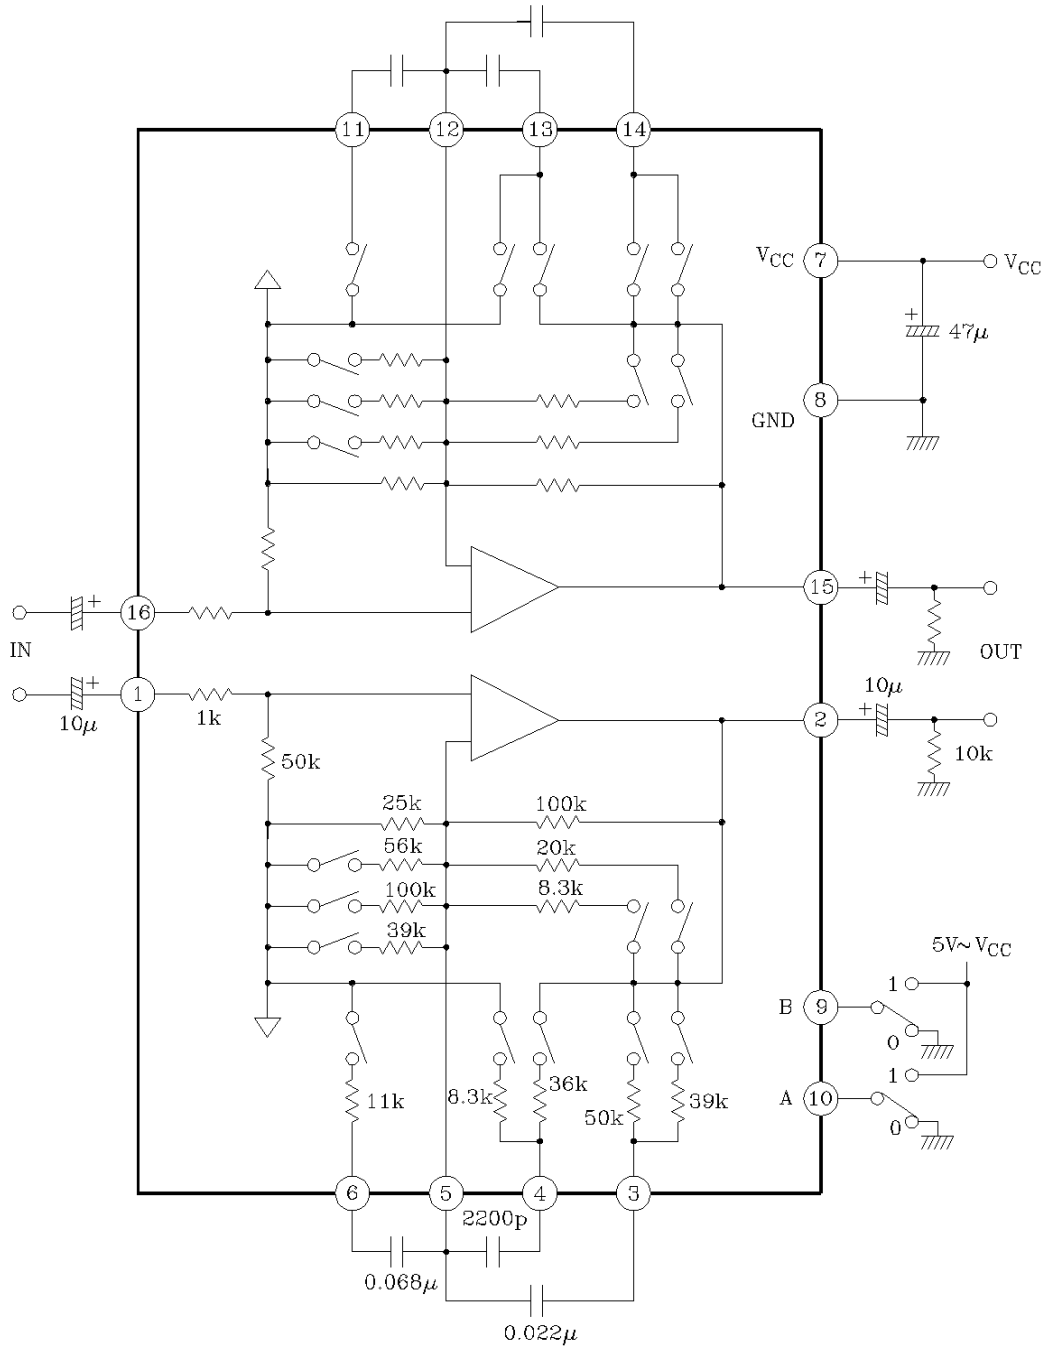 11 12 13 14
V_CC 7 V_CC
+
47μ
8
GND
15 +
16
+
IN OUT
1
+
10μ
1k
10μ
+
2
10k
50k
25k 100k
56k 20k
100k 8.3k
39k
5V~V_CC
1
B 9
0
1
A 10
0
11k 8.3k 36k 50k 39k
6 5 4 3
2200p
0.068μ
0.022μ